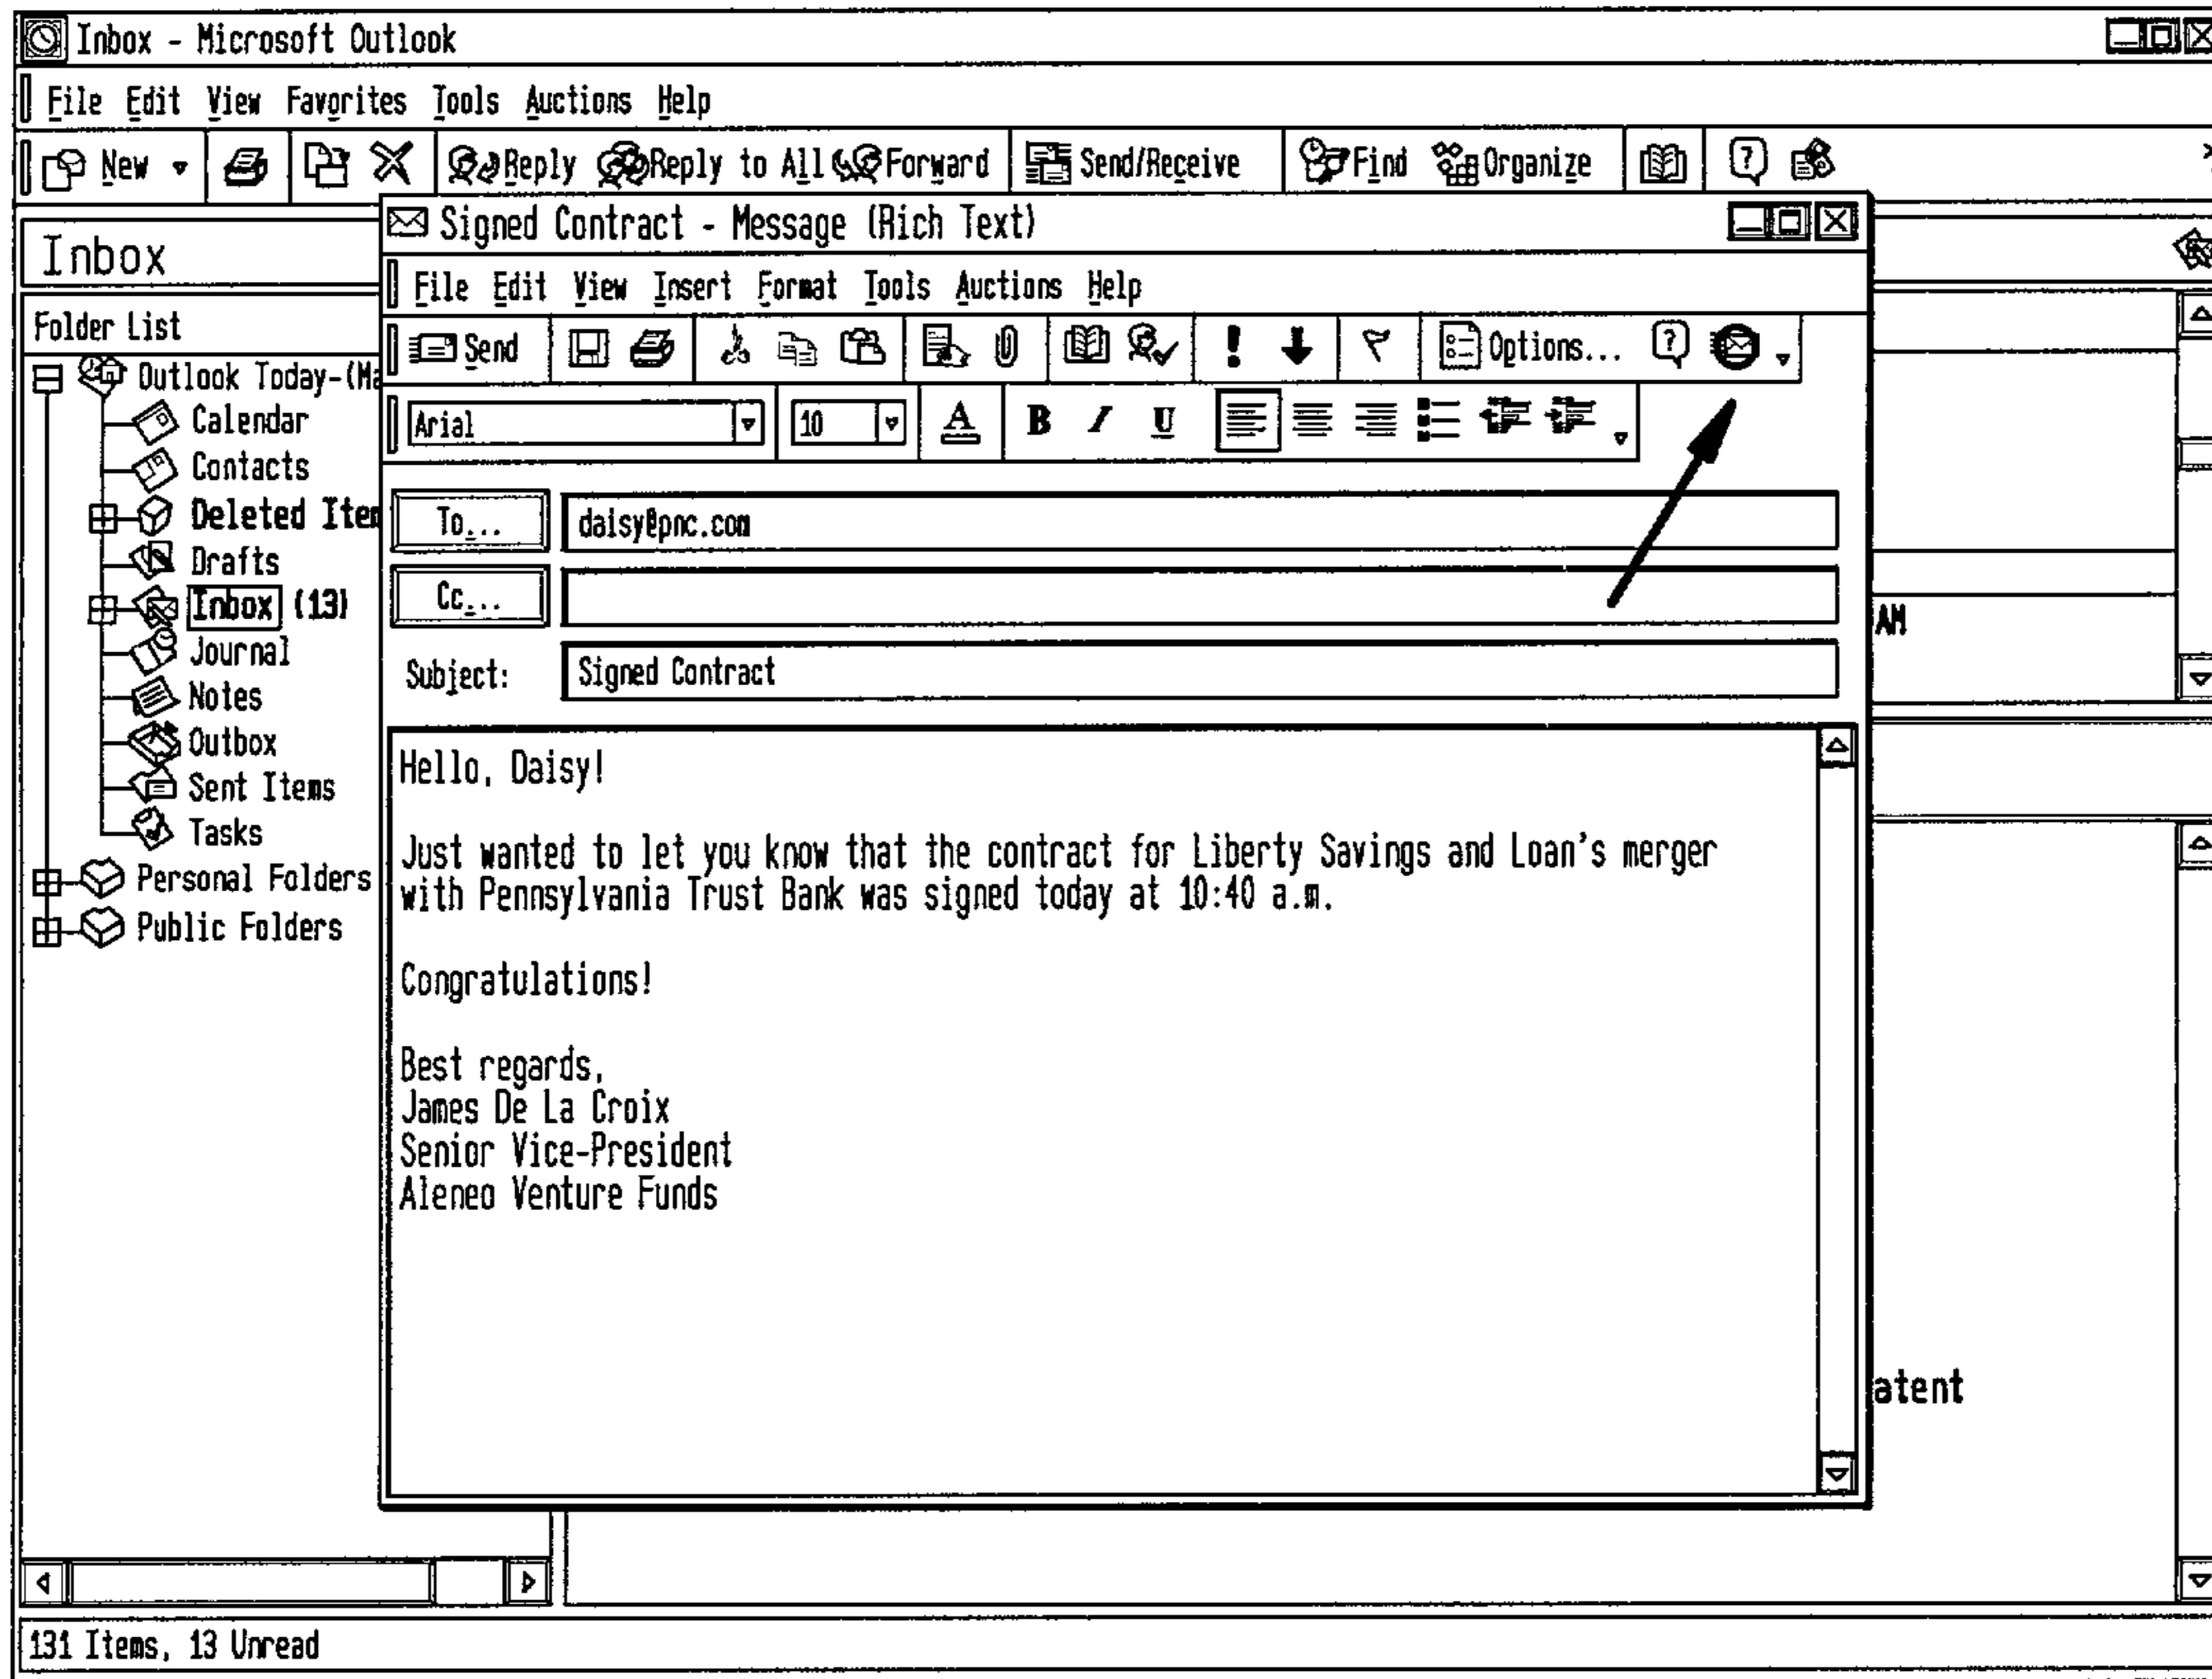 Inbox - Microsoft Outlook
File Edit View Favorites Tools Auctions Help
New Reply Reply to All Forward Send/Receive Find Organize
Inbox
Folder List
Outlook Today-(Ma
Calendar
Contacts
Deleted Item
Drafts
Inbox (13)
Journal
Notes
Outbox
Sent Items
Tasks
Personal Folders
Public Folders
Signed Contract - Message (Rich Text)
File Edit View Insert Format Tools Auctions Help
Send ! Options... ?
Arial 10 A B I U
To... daisy@pnc.com
Cc...
Subject: Signed Contract
Hello, Daisy!
Just wanted to let you know that the contract for Liberty Savings and Loan's merger
with Pennsylvania Trust Bank was signed today at 10:40 a.m.
Congratulations!
Best regards,
James De La Croix
Senior Vice-President
Aleneo Venture Funds
AM
atent
131 Items, 13 Unread